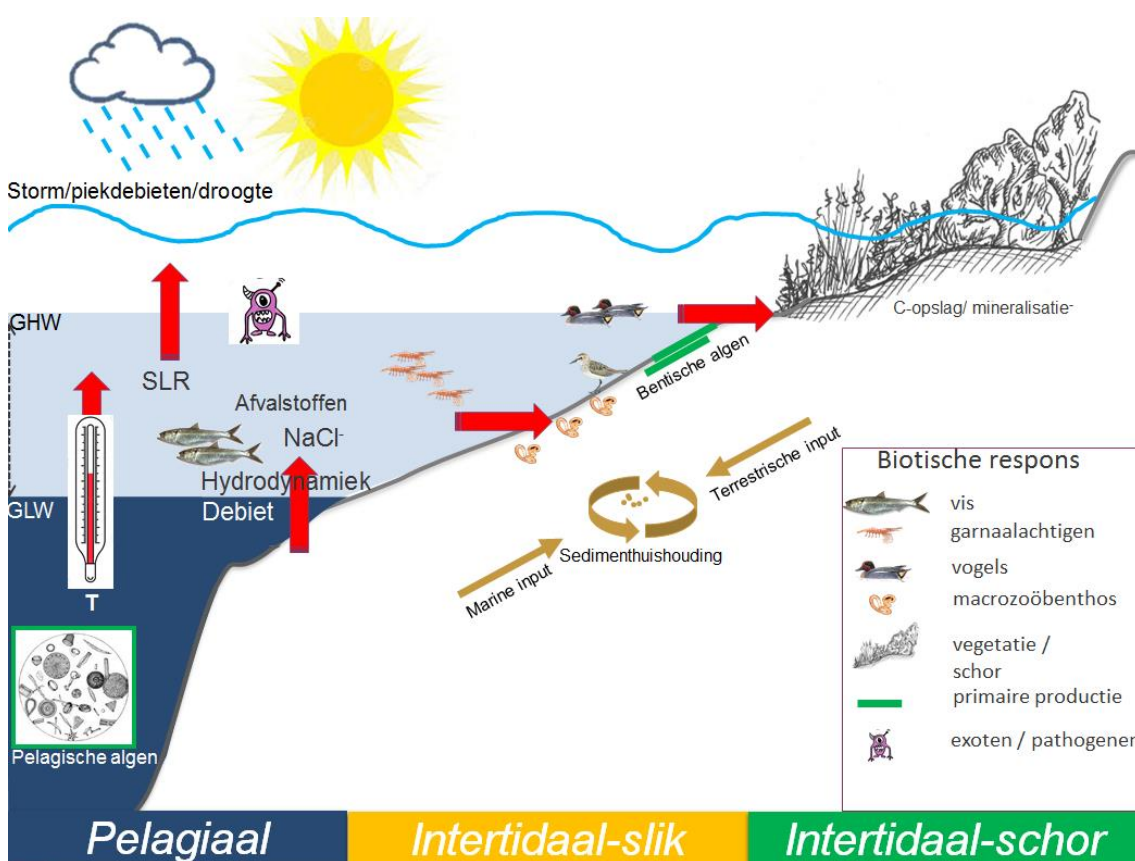 Storm/piekdebieten/droogte
GHW
SLR
Afvalstoffen
NaCl-
Hydrodynamiek
GLW
Debiet
T
Pelagische algen
C-opslag/ mineralisatie-
Bentische algen
Terrestrische input
Sedimenthuishouding
Marine input
Biotische respons
vis
garnaalachtigen
vogels
macrozoöbenthos
vegetatie /
schor
primaire productie
exoten / pathogenen
Pelagiaal
Intertidaal-slik
Intertidaal-schor